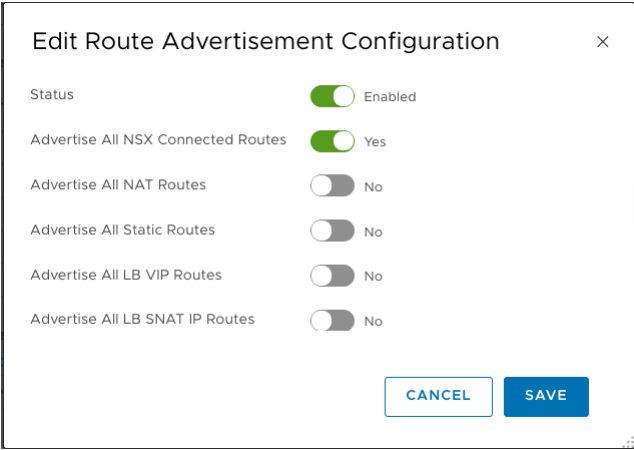 Edit Route Advertisement Configuration
Status Enabled
Advertise All NSX Connected Routes Yes
Advertise All NAT Routes No
Advertise All Static Routes No
Advertise All LB VIP Routes No
Advertise All LB SNAT IP Routes No
CANCEL SAVE